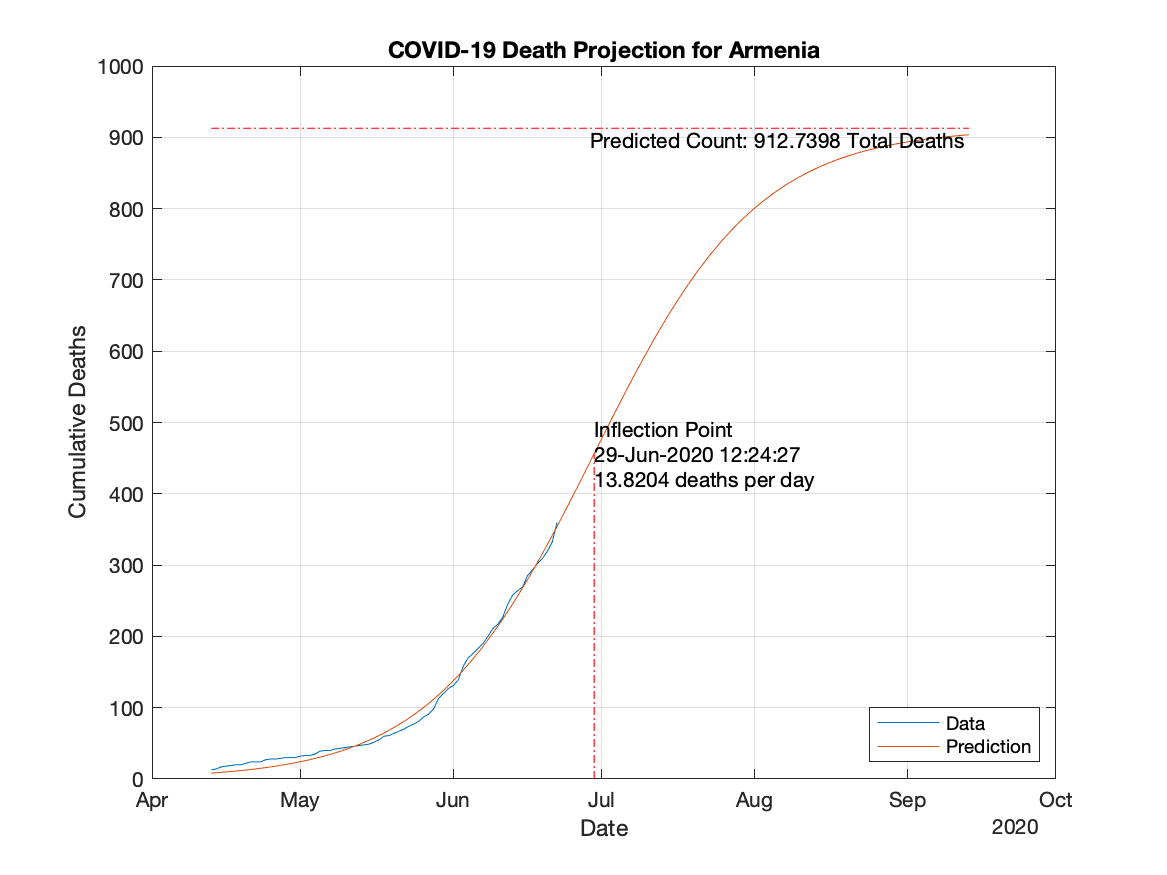 COVID-19 Death Projection for Armenia
1000
900
800
700
600
500
400
300
200
100
0
Cumulative Deaths
Predicted Count: 912.7398 Total Deaths
Inflection Point
29-Jun-2020 12:24:27
13.8204 deaths per day
Data
Prediction
Apr May Jun Jul Aug Sep Oct
Date
2020